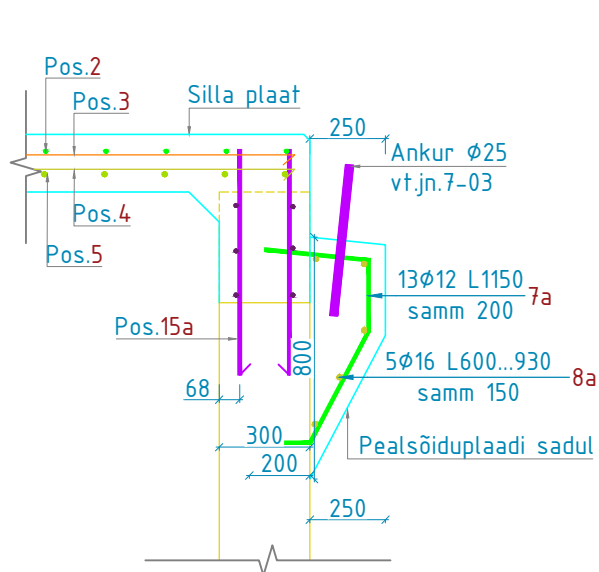 Pos.2
Silla plaat
Pos.3
250
Ankur Ø25
vt.jn.7-03
Pos.4
Pos.5
13Ø12 L1150
samm 200
7a
Pos.15a
800
5Ø16 L600...930
samm 150
8a
68
300
Pealsõiduplaadi sadul
200
250